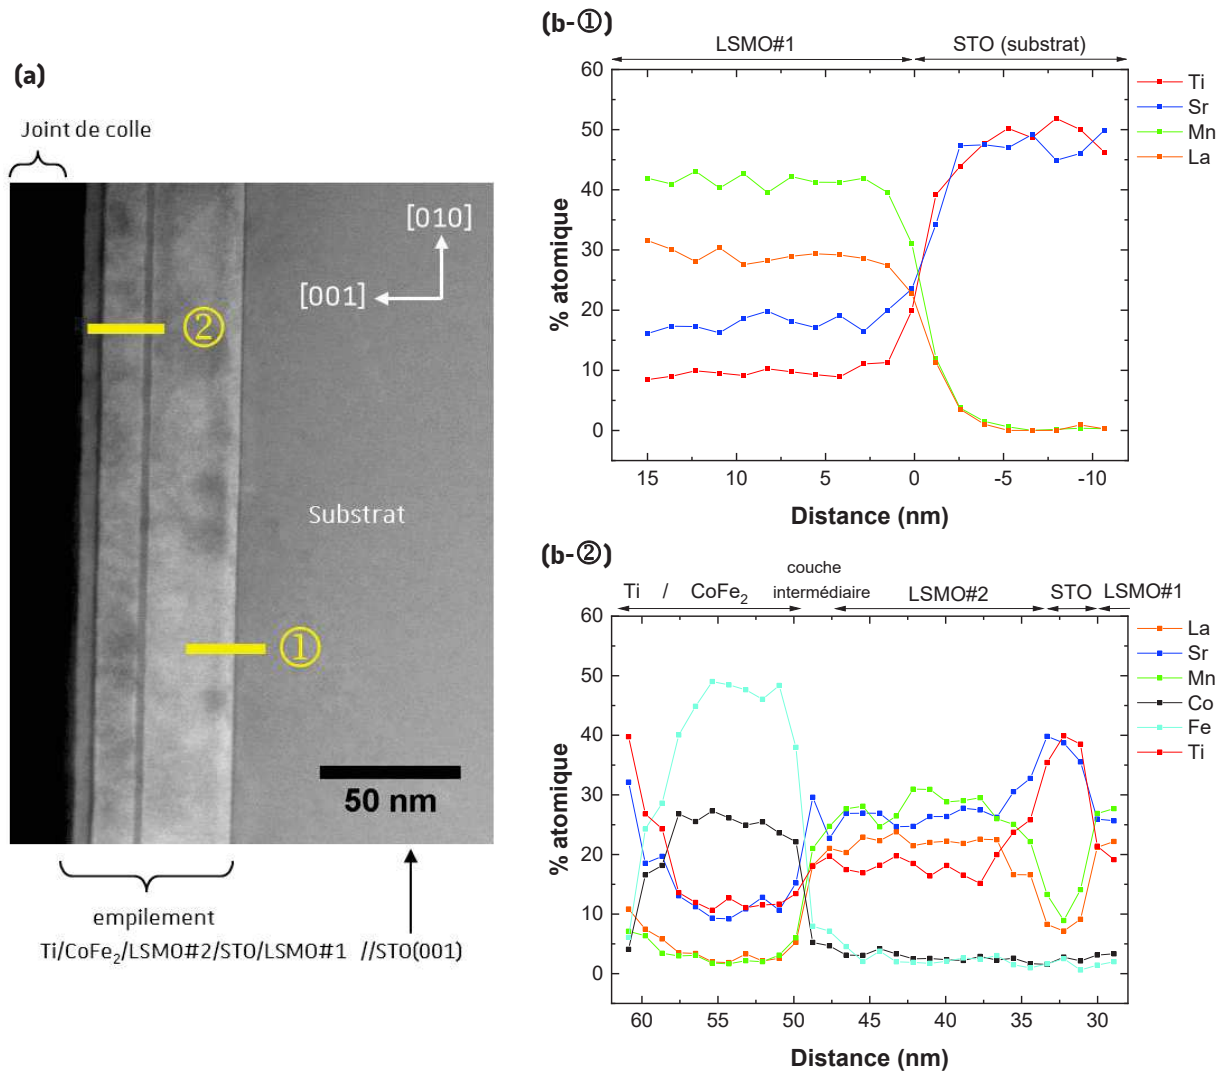 (a)
Joint de colle
[010]
[001]
②
Substrat
①
50 nm
empilement
Ti/CoFe₂/LSMO#2/STO/LSMO#1 //STO(001)
(b-①)
LSMO#1 STO (substrat)
60
50
40
30
20
10
0
% atomique
15 10 5 0 -5 -10
Distance (nm)
Ti
Sr
Mn
La
(b-②)
Ti / CoFe₂ couche intermédiaire LSMO#2 STO LSMO#1
60
50
40
30
20
10
0
% atomique
60 55 50 45 40 35 30
Distance (nm)
La
Sr
Mn
Co
Fe
Ti